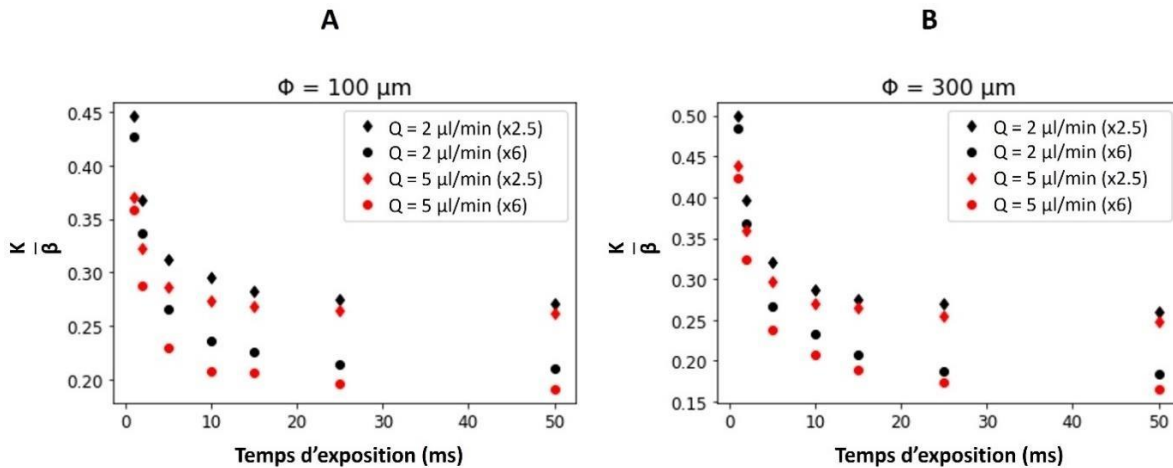 A
Φ = 100 µm
0.45
0.40
0.35
0.30
0.25
0.20
K
β
0
10
20
30
40
50
Temps d’exposition (ms)
Q = 2 µl/min (x2.5)
Q = 2 µl/min (x6)
Q = 5 µl/min (x2.5)
Q = 5 µl/min (x6)
B
Φ = 300 µm
0.50
0.45
0.40
0.35
0.30
0.25
0.20
0.15
K
β
0
10
20
30
40
50
Temps d’exposition (ms)
Q = 2 µl/min (x2.5)
Q = 2 µl/min (x6)
Q = 5 µl/min (x2.5)
Q = 5 µl/min (x6)